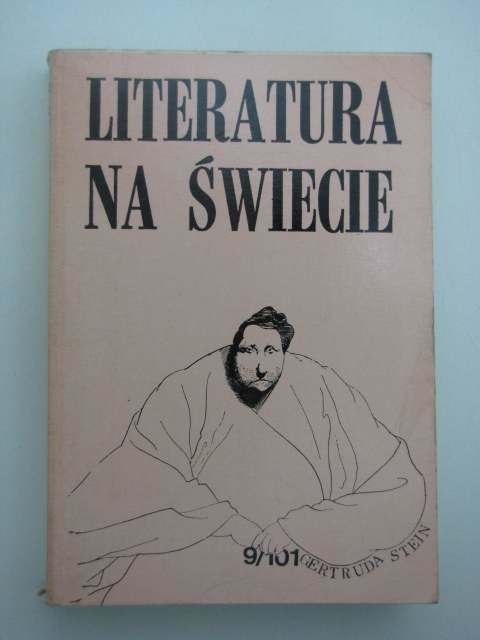 LITERATURA
NA ŚWIECIE
9/101
GERTRUDA STEIN